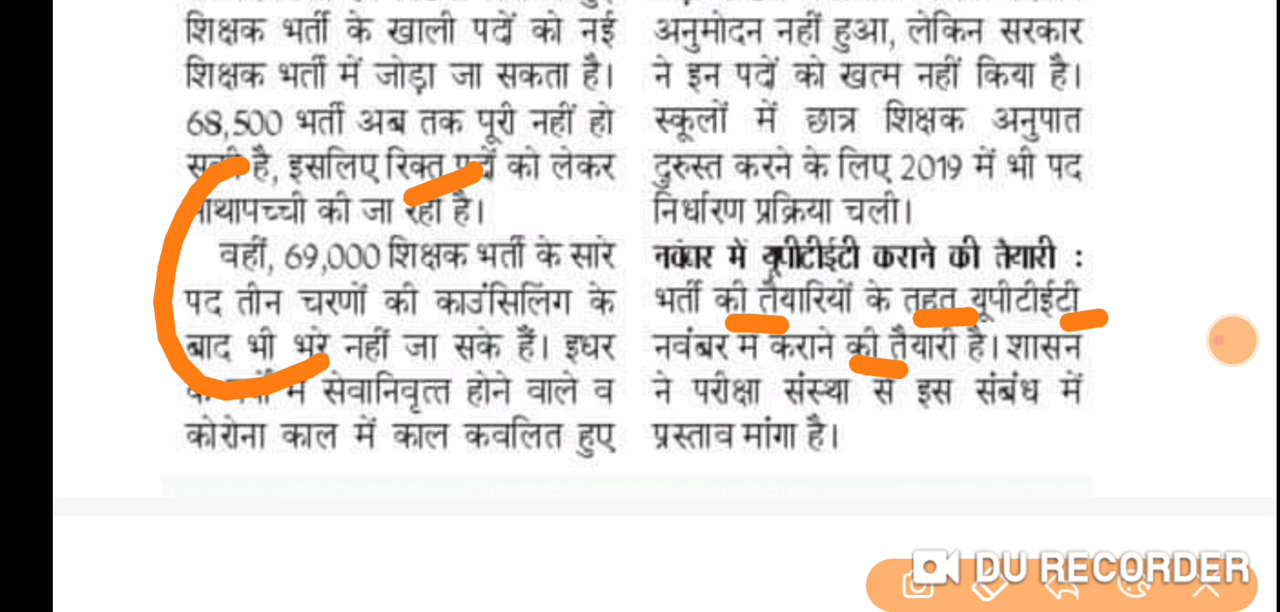 शिक्षक भर्ती के खाली पदों को नई
शिक्षक भर्ती में जोड़ा जा सकता है।
68,500 भर्ती अब तक पूरी नहीं हो
है, इसलिए रिक्त पदों को लेकर
माथापच्ची की जा रही है।
वहीं, 69,000 शिक्षक भर्ती के सारे
पद तीन चरणों की काउंसिलिंग के
बाद भी भरे नहीं जा सके हैं। इधर
में सेवानिवृत्त होने वाले व
कोरोना काल में काल कवलित हुए
अनुमोदन नहीं हुआ, लेकिन सरकार
ने इन पदों को खत्म नहीं किया है।
स्कूलों में छात्र शिक्षक अनुपात
दुरुस्त करने के लिए 2019 में भी पद
निर्धारण प्रक्रिया चली।
नवंबर में यूपीटीईटी कराने की तैयारी :
भर्ती की तैयारियों के तहत यूपीटीईटी
नवंबर में कराने की तैयारी है। शासन
ने परीक्षा संस्था से इस संबंध में
प्रस्ताव मांगा है।
DU RECORDER